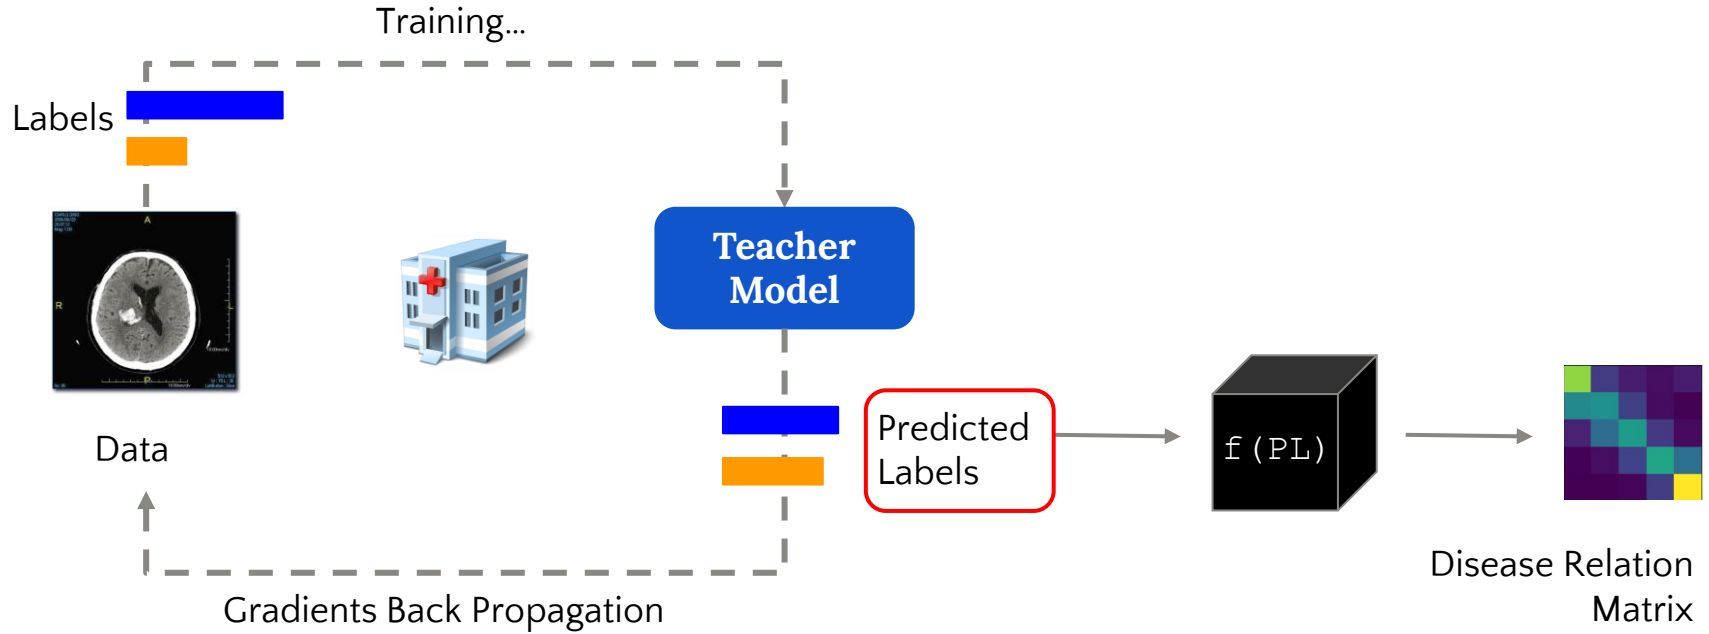 Training...
Labels
A
R
L
P
Data
Teacher
Model
Predicted
Labels
f(PL)
Gradients Back Propagation
Disease Relation
Matrix